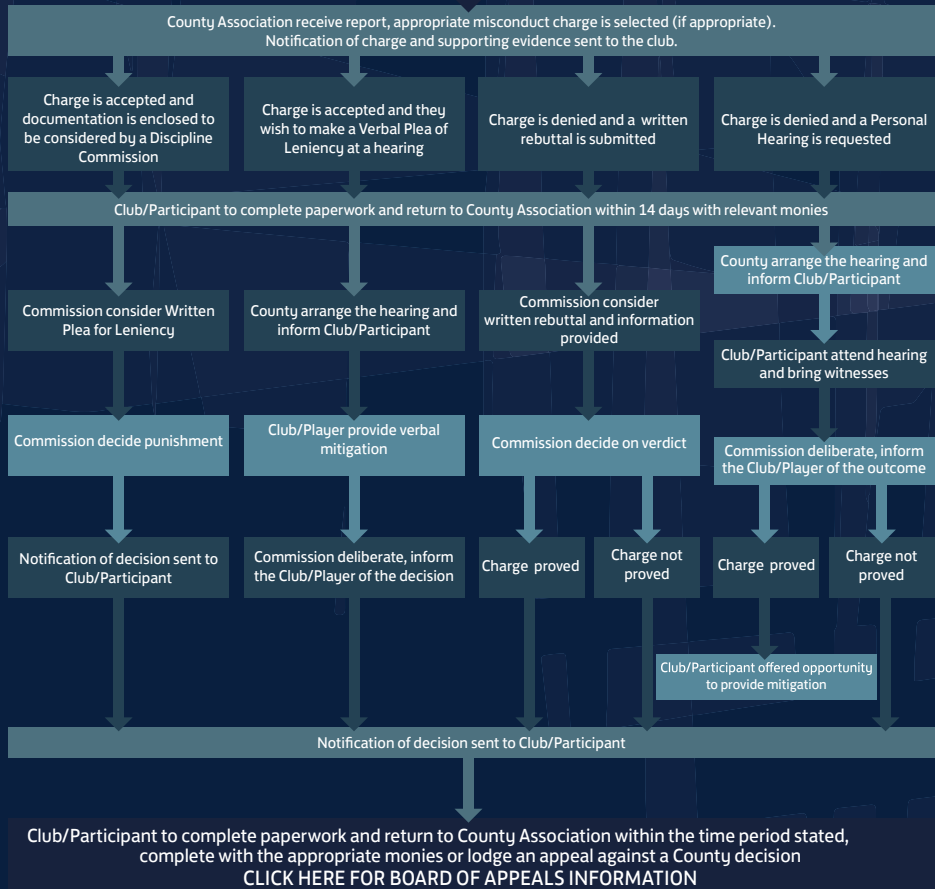 County Association receive report, appropriate misconduct charge is selected (if appropriate).
Notification of charge and supporting evidence sent to the club.
Charge is accepted and
documentation is enclosed to
be considered by a Discipline
Commission
Charge is accepted and they
wish to make a Verbal Plea of
Leniency at a hearing
Charge is denied and a written
rebuttal is submitted
Charge is denied and a Personal
Hearing is requested
Club/Participant to complete paperwork and return to County Association within 14 days with relevant monies
Commission consider Written
Plea for Leniency
County arrange the hearing and
inform Club/Participant
Commission consider
written rebuttal and information
provided
County arrange the hearing and
inform Club/Participant
Club/Participant attend hearing
and bring witnesses
Commission decide punishment
Club/Player provide verbal
mitigation
Commission decide on verdict
Commission deliberate, inform
the Club/Player of the outcome
Notification of decision sent to
Club/Participant
Commission deliberate, inform
the Club/Player of the decision
Charge proved
Charge not
proved
Charge proved
Charge not
proved
Club/Participant offered opportunity
to provide mitigation
Notification of decision sent to Club/Participant
Club/Participant to complete paperwork and return to County Association within the time period stated,
complete with the appropriate monies or lodge an appeal against a County decision
CLICK HERE FOR BOARD OF APPEALS INFORMATION